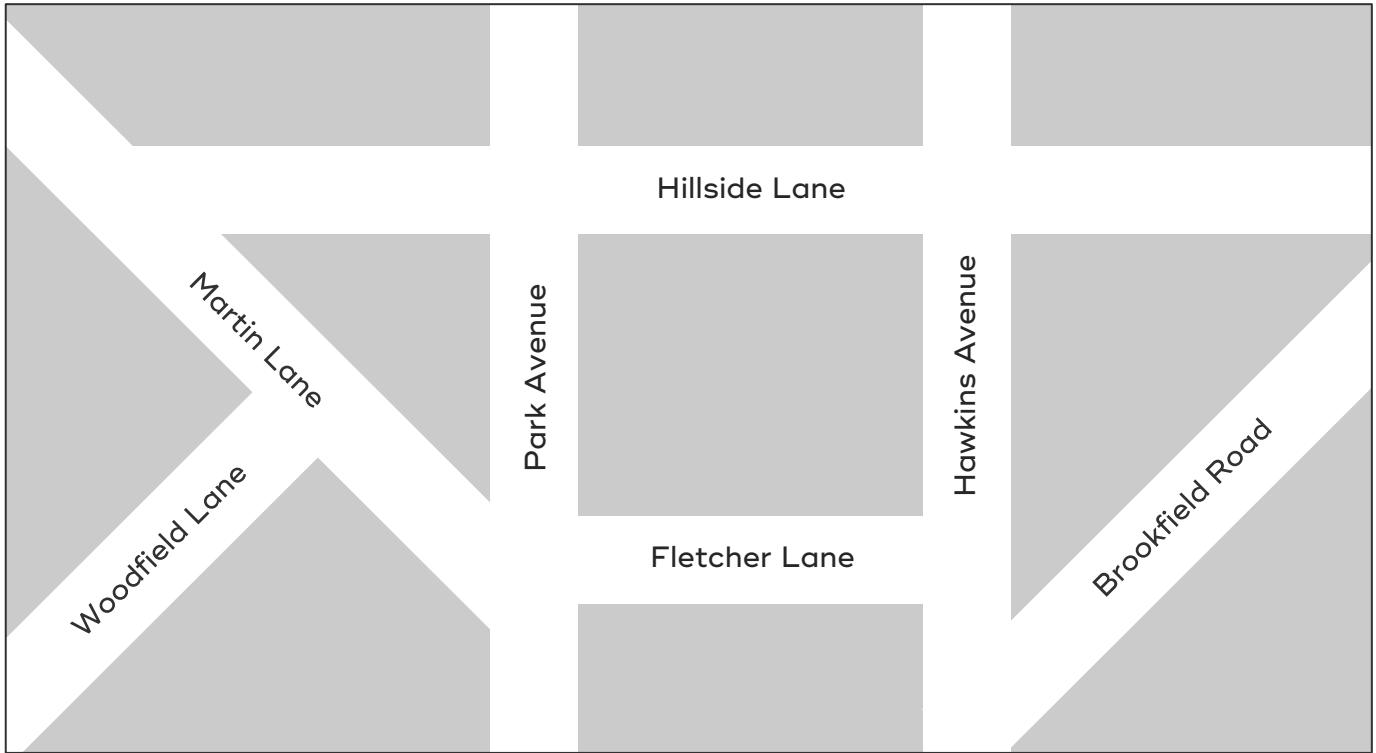 Hillside Lane
Martin Lane
Park Avenue
Hawkins Avenue
Woodfield Lane
Fletcher Lane
Brookfield Road